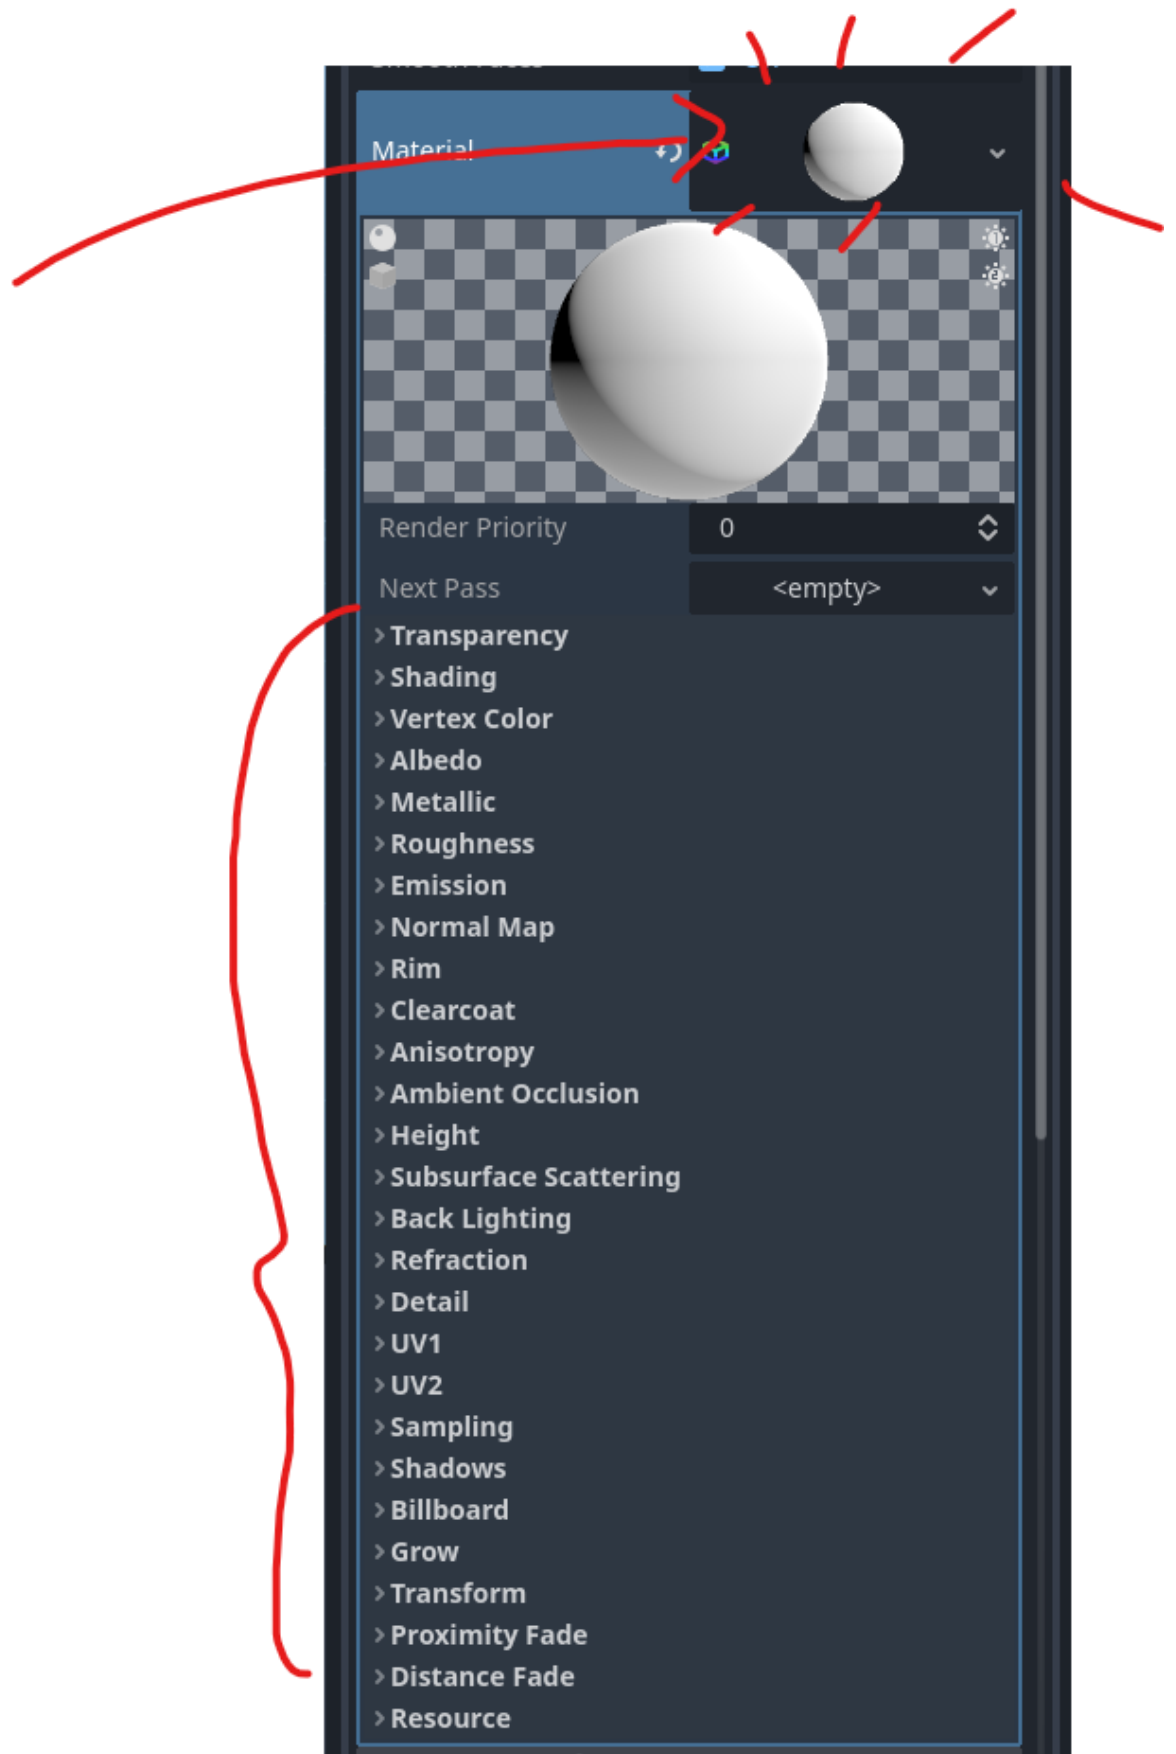 Material
1
2
Render Priority 0
Next Pass <empty>
Transparency
Shading
Vertex Color
Albedo
Metallic
Roughness
Emission
Normal Map
Rim
Clearcoat
Anisotropy
Ambient Occlusion
Height
Subsurface Scattering
Back Lighting
Refraction
Detail
UV1
UV2
Sampling
Shadows
Billboard
Grow
Transform
Proximity Fade
Distance Fade
Resource